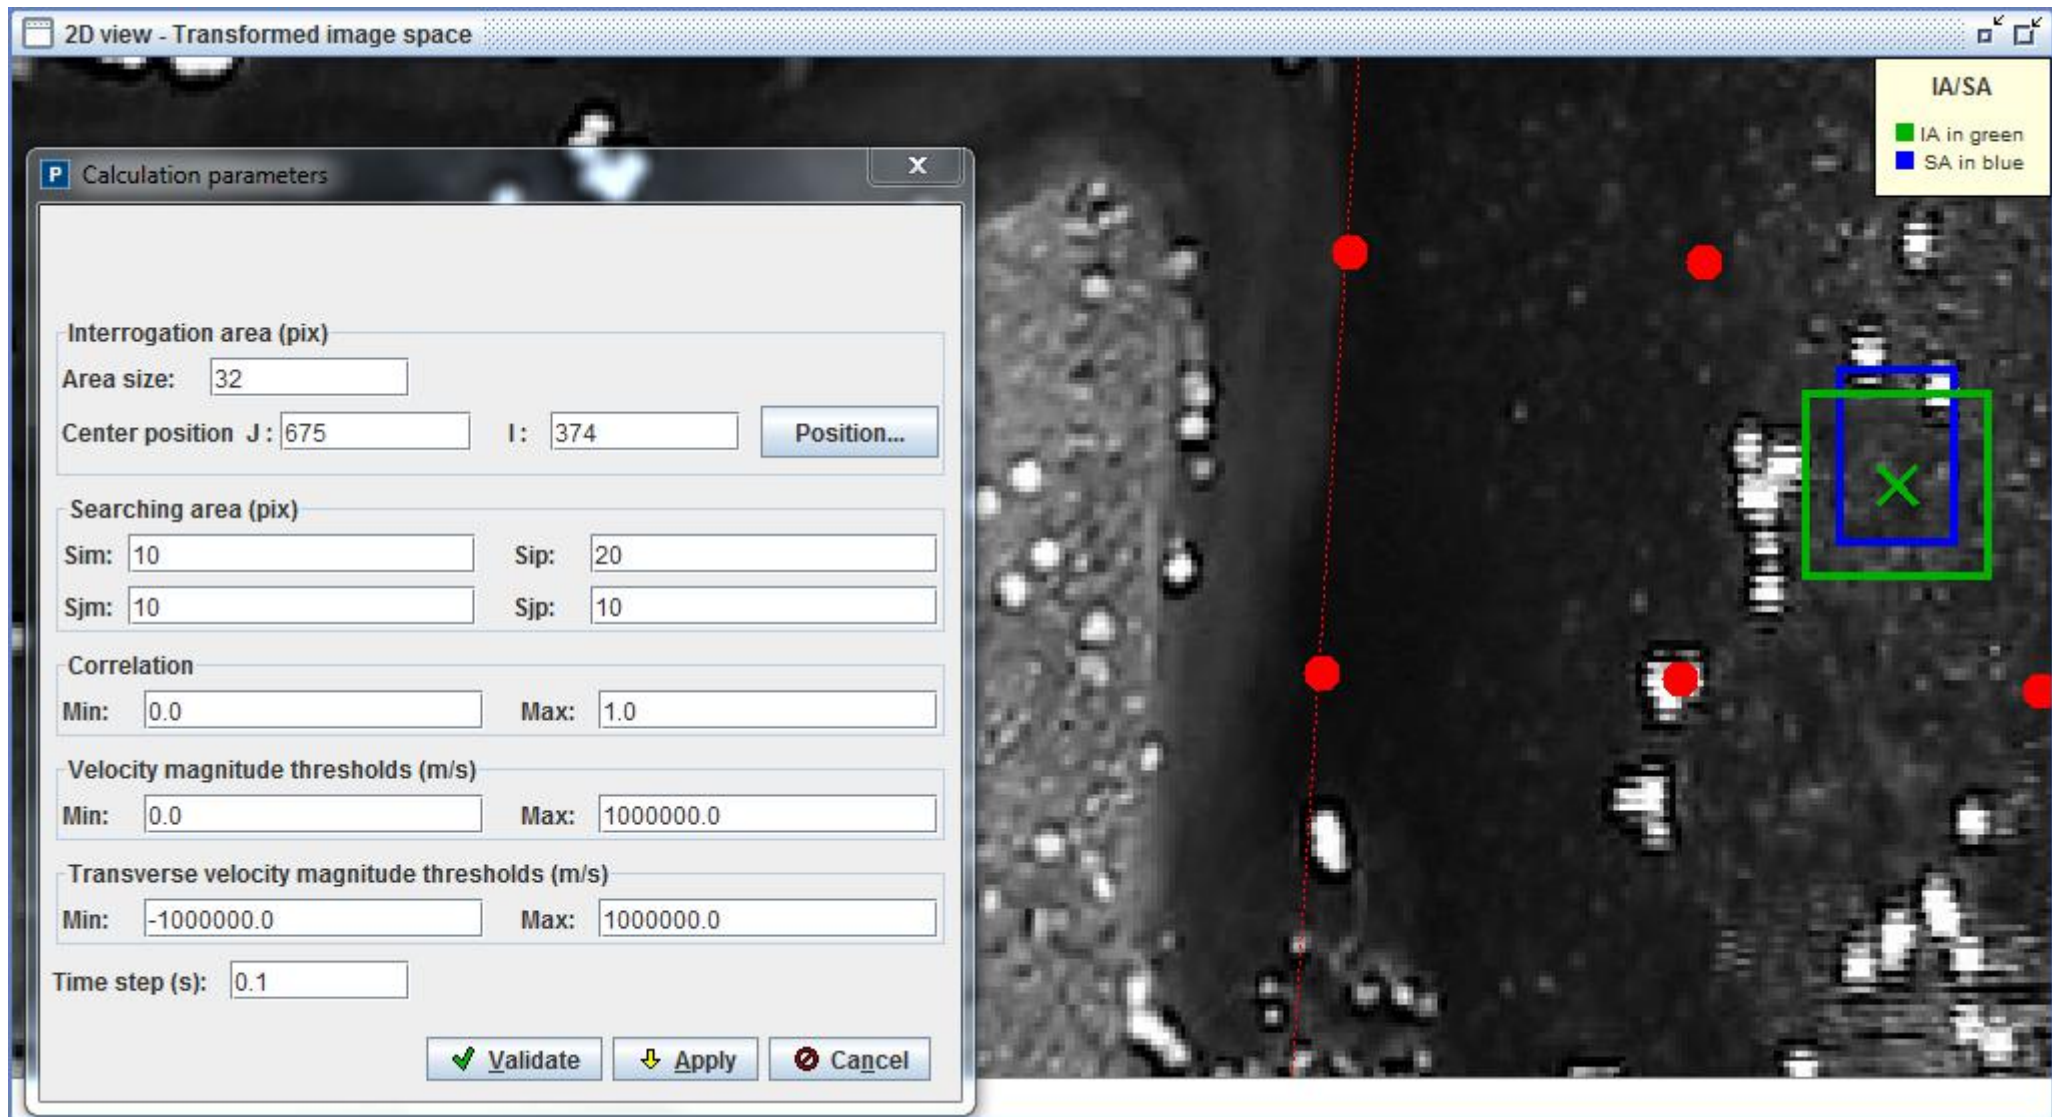 2D view - Transformed image space
IA/SA
IA in green
SA in blue
P Calculation parameters
Interrogation area (pix)
Area size: 32
Center position J : 675 I : 374 Position...
Searching area (pix)
Sim: 10 Sip: 20
Sjm: 10 Sjp: 10
Correlation
Min: 0.0 Max: 1.0
Velocity magnitude thresholds (m/s)
Min: 0.0 Max: 1000000.0
Transverse velocity magnitude thresholds (m/s)
Min: -1000000.0 Max: 1000000.0
Time step (s): 0.1
Validate Apply Cancel